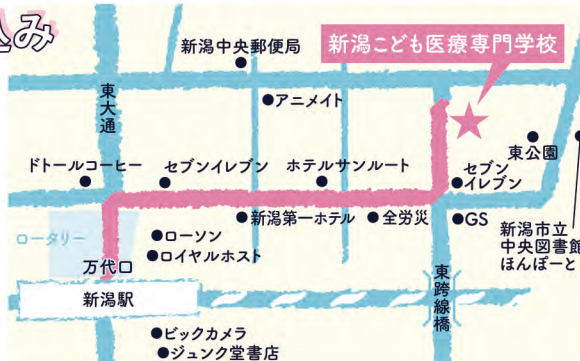 込み
新潟中央郵便局
新潟こども医療専門学校
東大通
アニメイト
東公園
ドトールコーヒー
セブンイレブン
ホテルサンルート
セブン
イレブン
新潟第一ホテル
全労災
GS
新潟市立
中央図書館
ほんぽーと
ロータリー
ローソン
ロイヤルホスト
万代口
新潟駅
東跨線橋
ビックカメラ
ジュンク堂書店